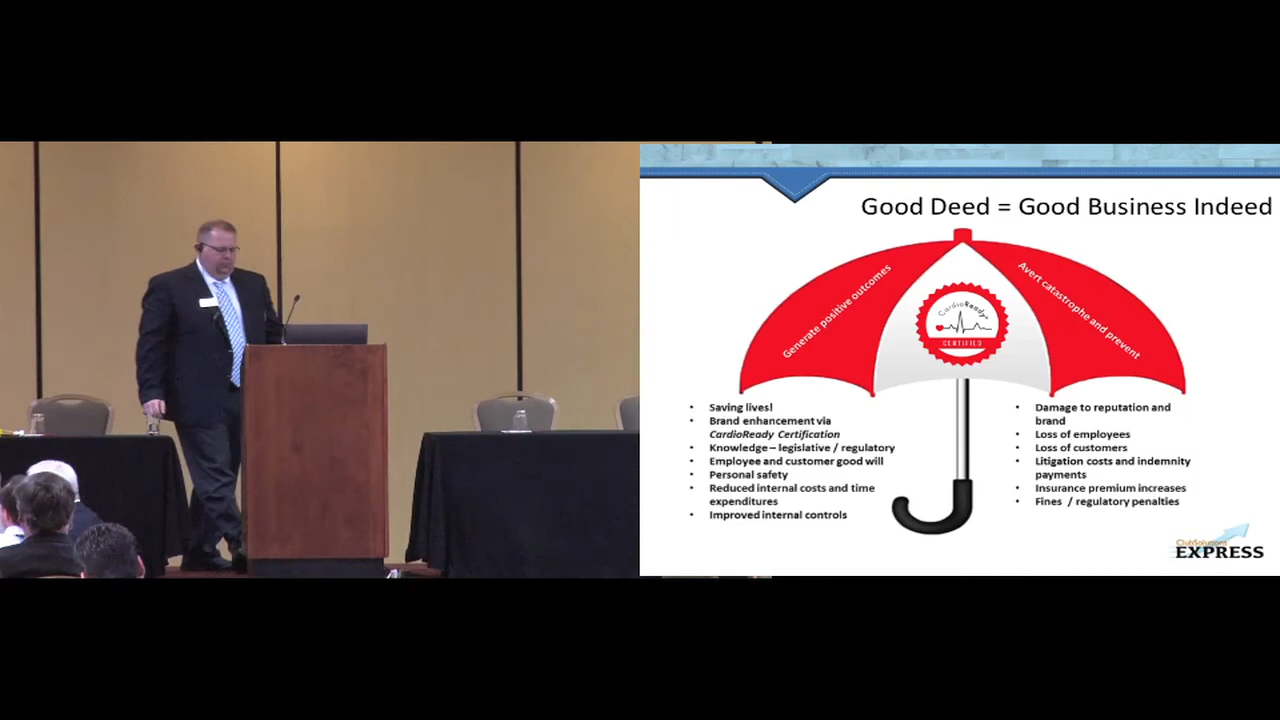 Good Deed = Good Business Indeed
Generate positive outcomes
Avert catastrophe and prevent
CardioReady
CERTIFIED
• Saving lives!
• Brand enhancement via
CardioReady Certification
• Knowledge – legislative / regulatory
• Employee and customer good will
• Personal safety
• Reduced internal costs and time
expenditures
• Improved internal controls
• Damage to reputation and
brand
• Loss of employees
• Loss of customers
• Litigation costs and indemnity
payments
• Insurance premium increases
• Fines / regulatory penalties
ClubSolutions
EXPRESS